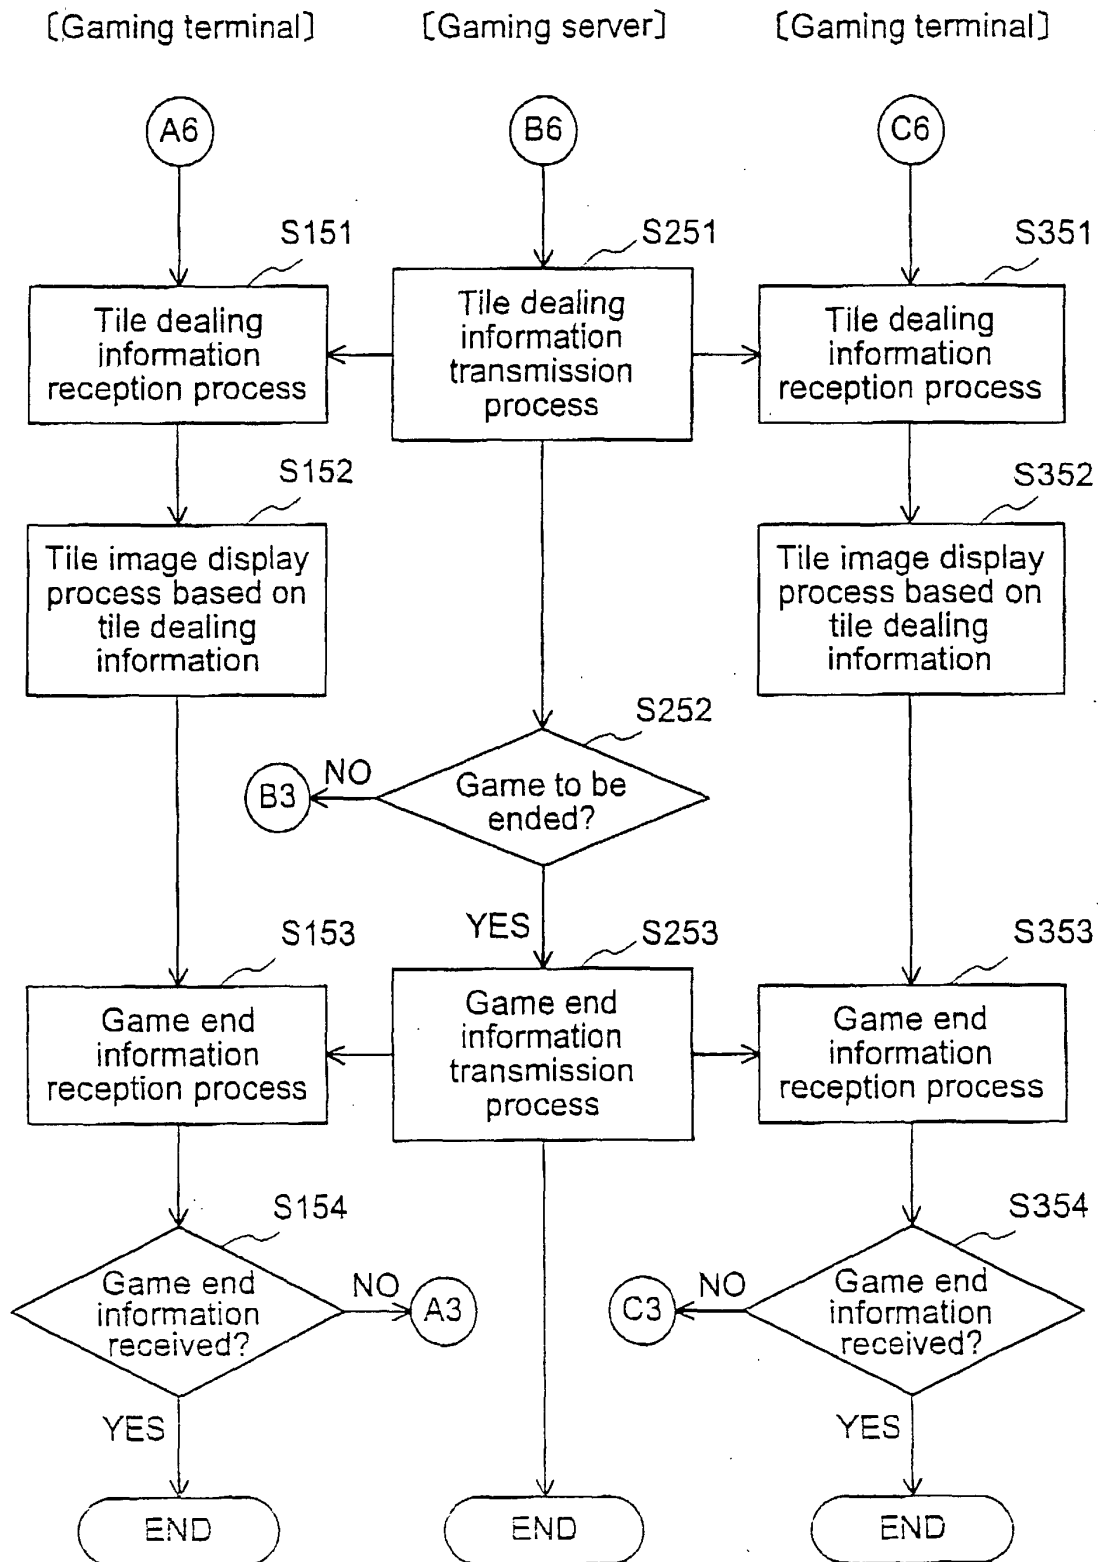 [Gaming terminal]
[Gaming server]
[Gaming terminal]
A6
B6
C6
S151
S251
S351
Tile dealing
information
reception process
Tile dealing
information
transmission
process
Tile dealing
information
reception process
S152
S352
Tile image display
process based on
tile dealing
information
Tile image display
process based on
tile dealing
information
S252
B3
NO
Game to be
ended?
YES
S153
S253
S353
Game end
information
reception process
Game end
information
transmission
process
Game end
information
reception process
S154
S354
Game end
information
received?
NO
A3
C3
NO
Game end
information
received?
YES
YES
END
END
END